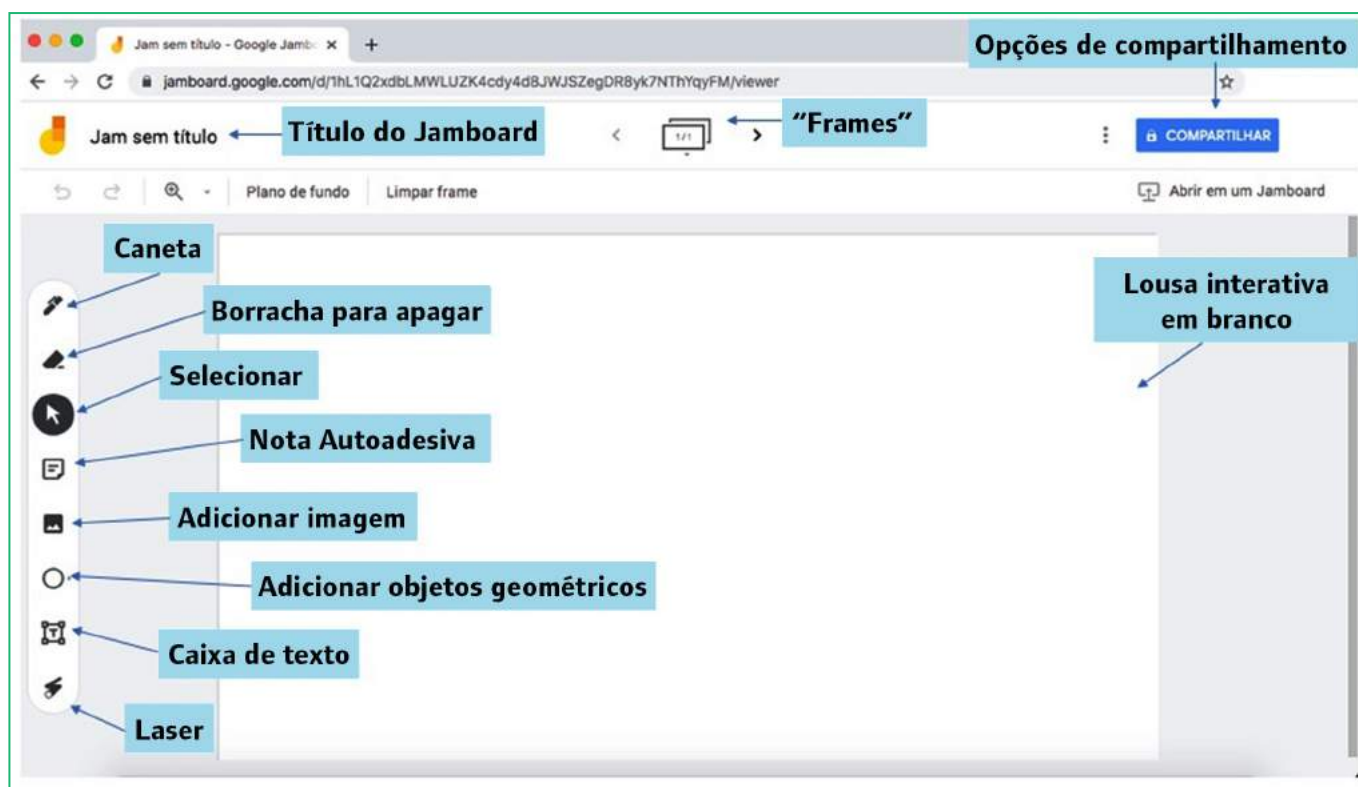 Jam sem título - Google Jambo
Opções de compartilhamento
jamboard.google.com/d/1hL1Q2xdbLMWLUZK4cdy4d8JWJSZegDR8yk7NThYqyFM/viewer
Jam sem título
Título do Jamboard
1/1
"Frames"
COMPARTILHAR
Plano de fundo
Limpar frame
Abrir em um Jamboard
Caneta
Lousa interativa
em branco
Borracha para apagar
Selecionar
Nota Autoadesiva
Adicionar imagem
Adicionar objetos geométricos
Caixa de texto
Laser